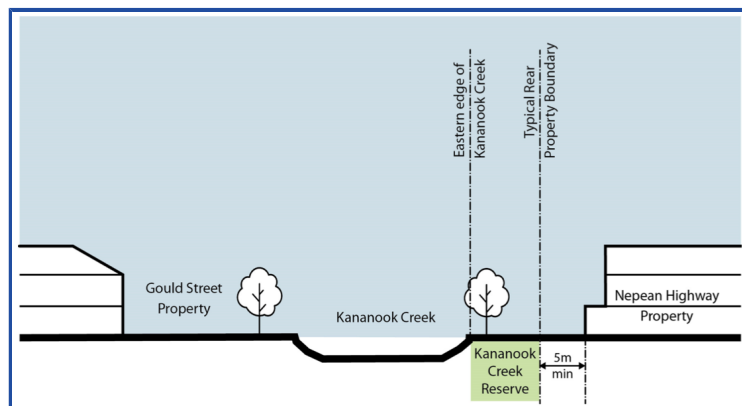 Eastern edge of
Kananook Creek
Typical Rear
Property Boundary
Gould Street
Property
Kananook Creek
Nepean Highway
Property
Kananook
Creek
Reserve
5m
min